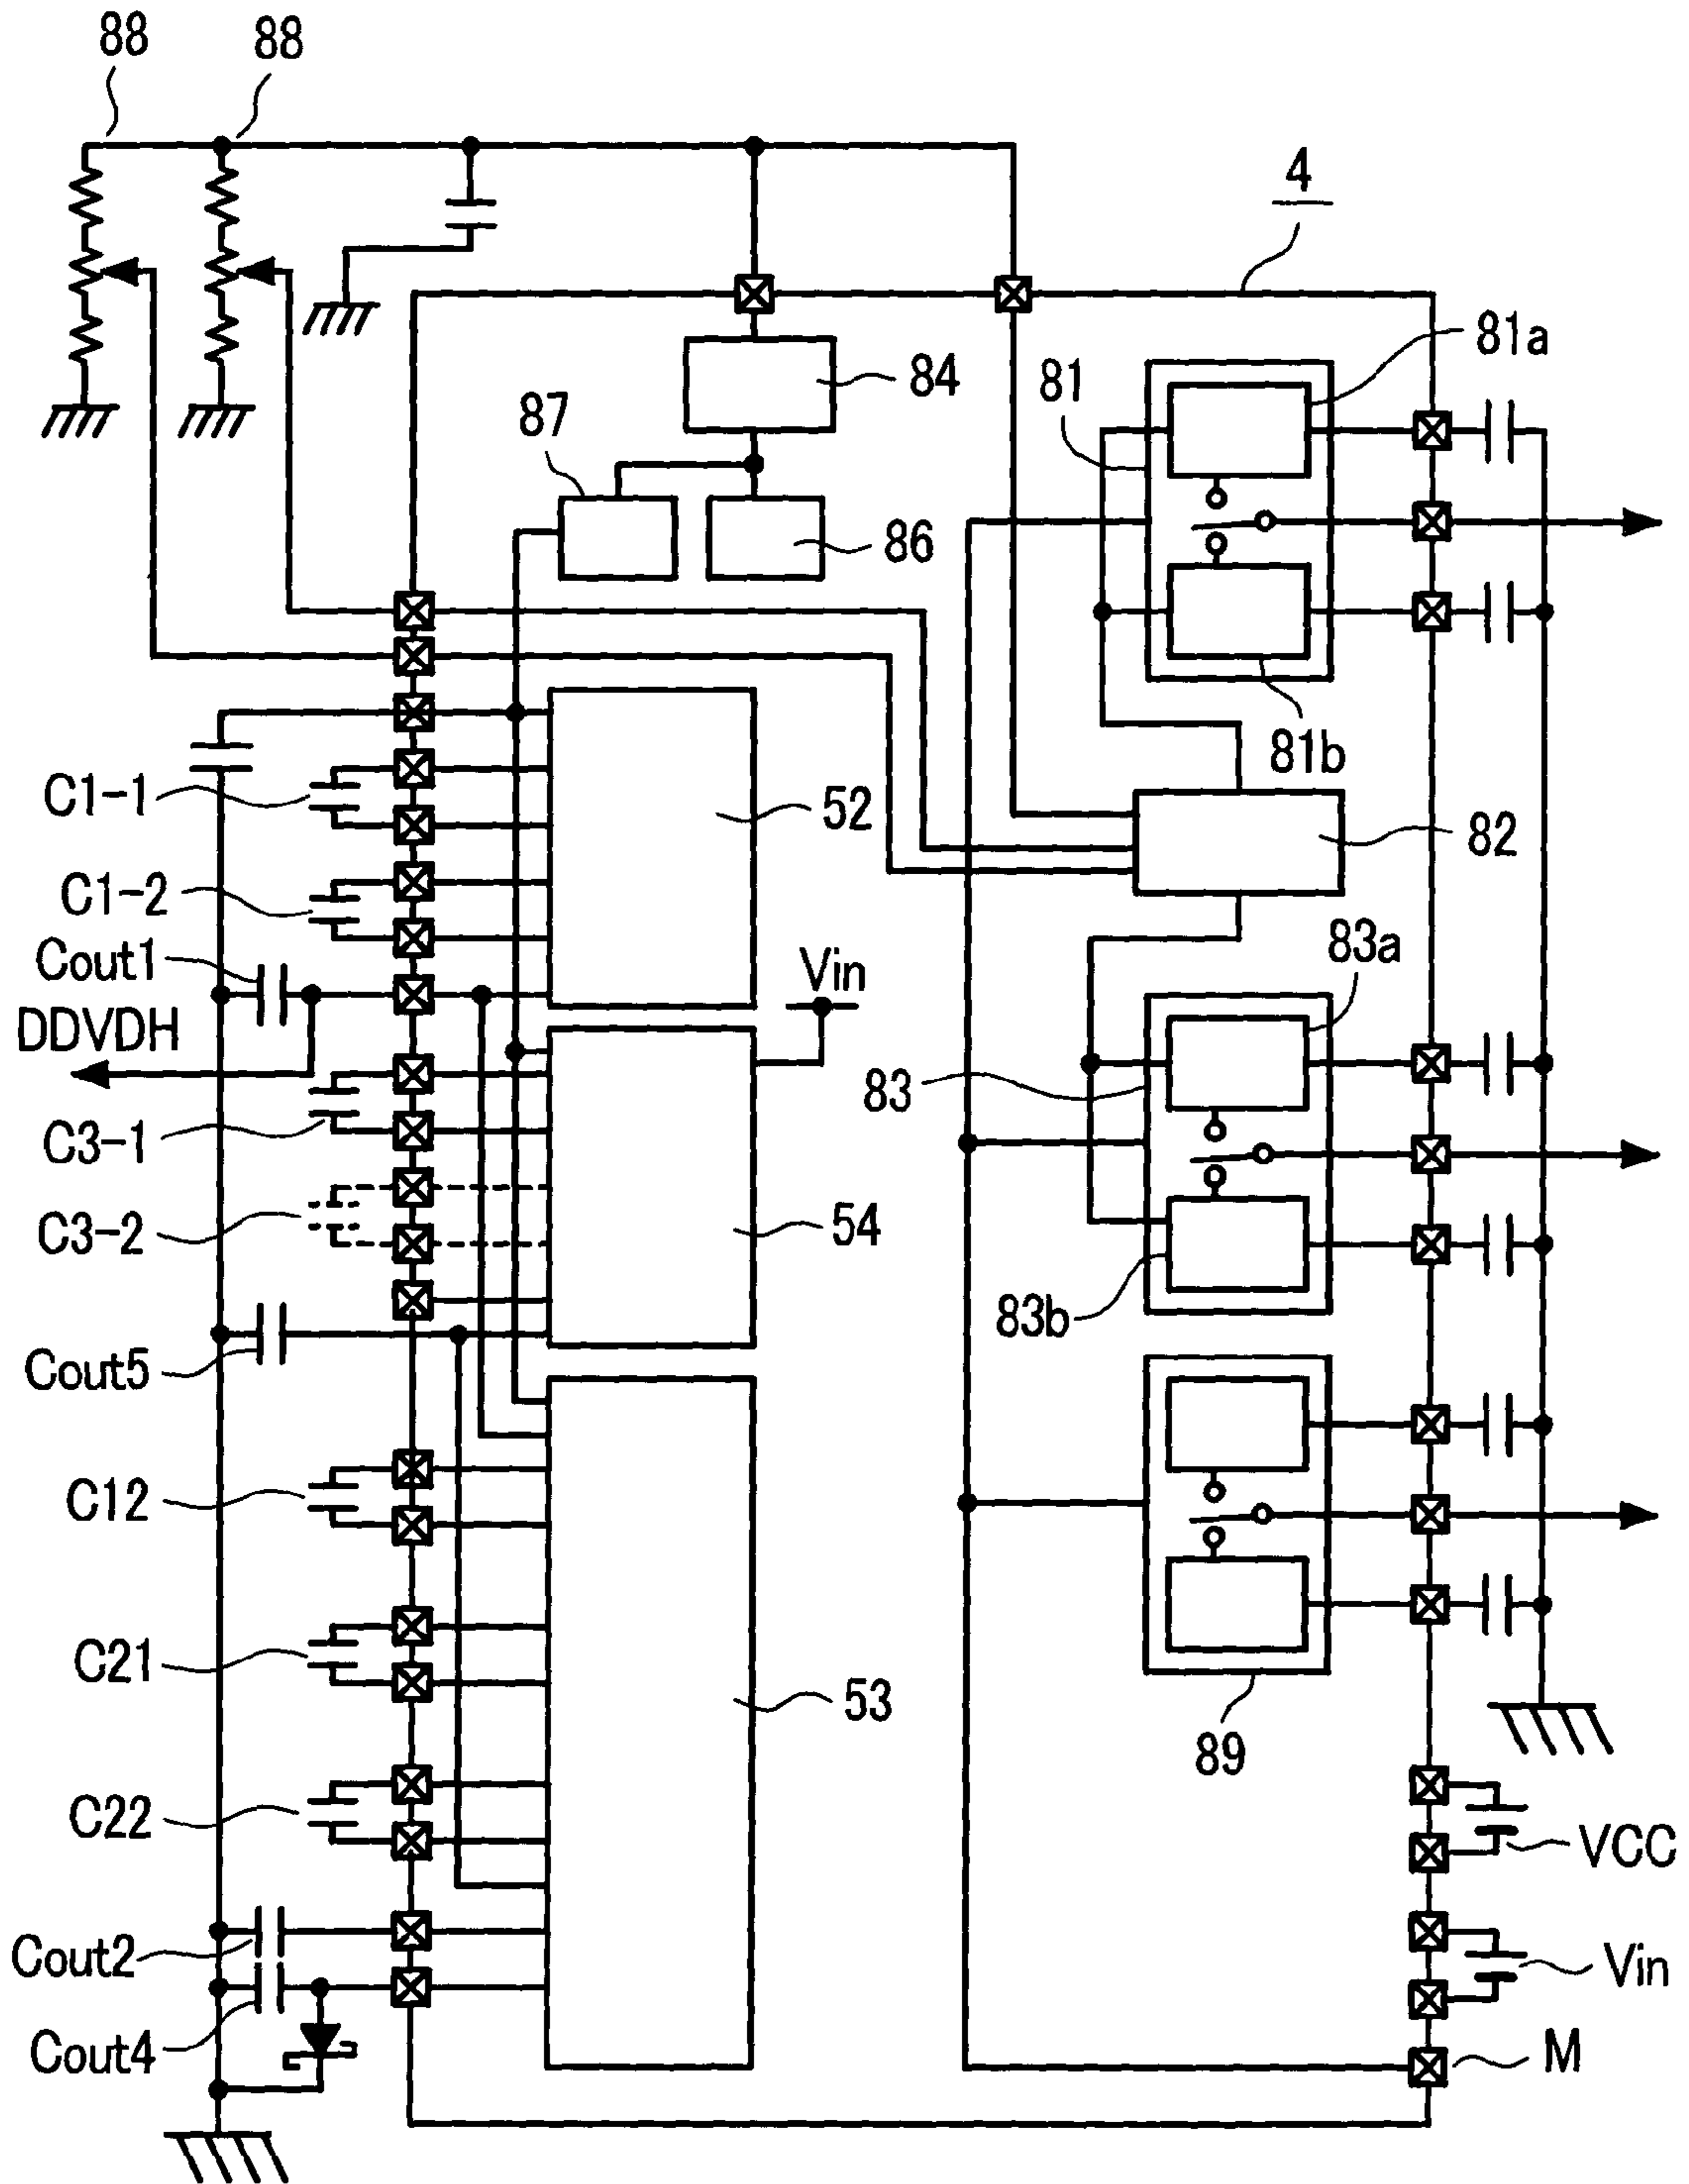 88
88
4
81a
81
84
87
86
81b
C1-1
52
82
C1-2
Cout1
83a
Vin
DDVDH
83
C3-1
C3-2
54
83b
Cout5
C12
C21
53
89
C22
VCC
Cout2
Vin
Cout4
M